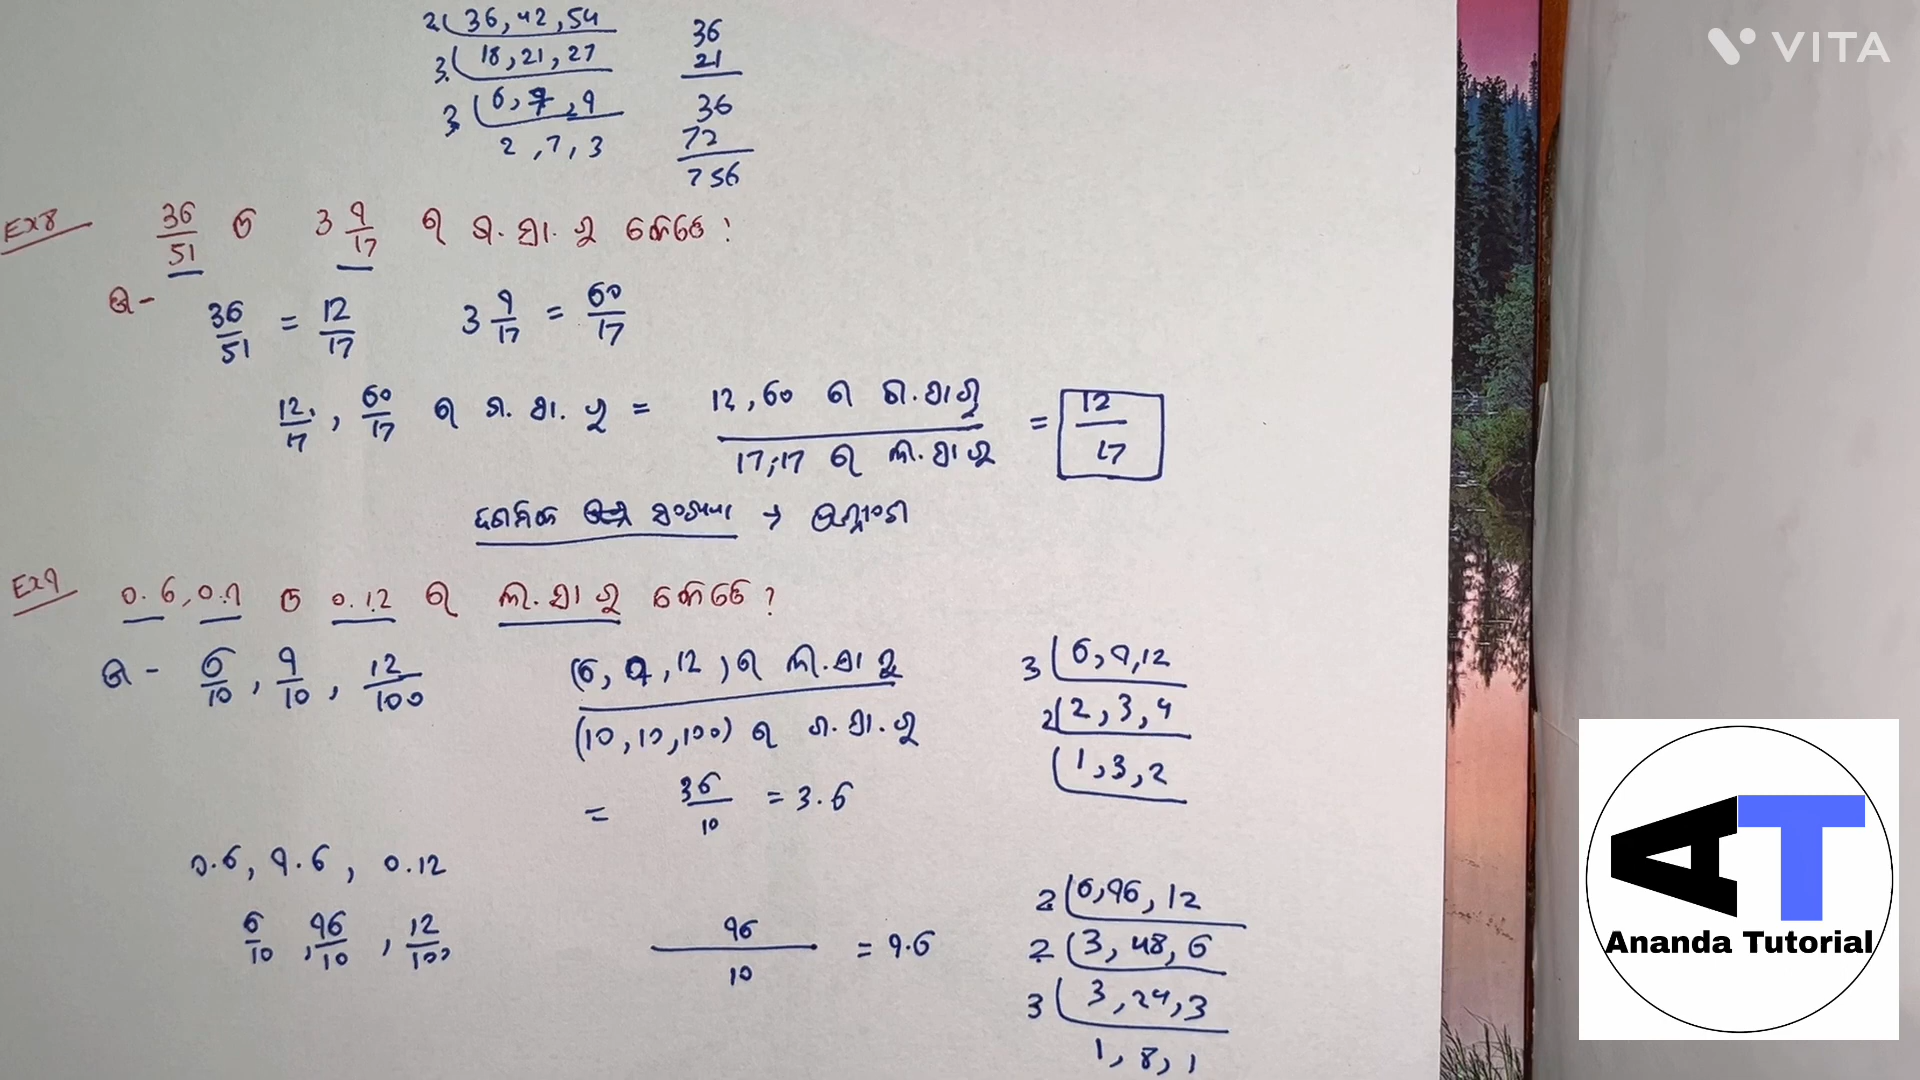 2 36, 42, 54
3 18, 21, 27
3 6, 7, 9
2, 7, 3
36
21
36
72
756
Ex8 36/51 ଓ 3 9/17 ର ଗ.ସା.ଗୁ କେତେ?
ଉ- 36/51 = 12/17 3 9/17 = 60/17
12/17, 60/17 ର ଗ.ସା.ଗୁ = 12, 60 ର ଗ.ସା.ଗୁ / 17, 17 ର ଲ.ସା.ଗୁ = 12/17
ଦଶମିକ ସଂଖ୍ୟା →
Ex9 0.6, 0.9 ଓ 0.12 ର ଲ.ସା.ଗୁ କେତେ?
ଉ- 6/10, 9/10, 12/100
(6, 9, 12) ର ଲ.ସା.ଗୁ
(10, 10, 100) ର ଗ.ସା.ଗୁ
= 36/10 = 3.6
3 6, 9, 12
2 2, 3, 4
1, 3, 2
0.6, 9.6, 0.12
6/10, 96/10, 12/100
96/10 = 9.6
2 6, 96, 12
2 3, 48, 6
3 3, 24, 3
1, 8, 1
VITA
AT
Ananda Tutorial